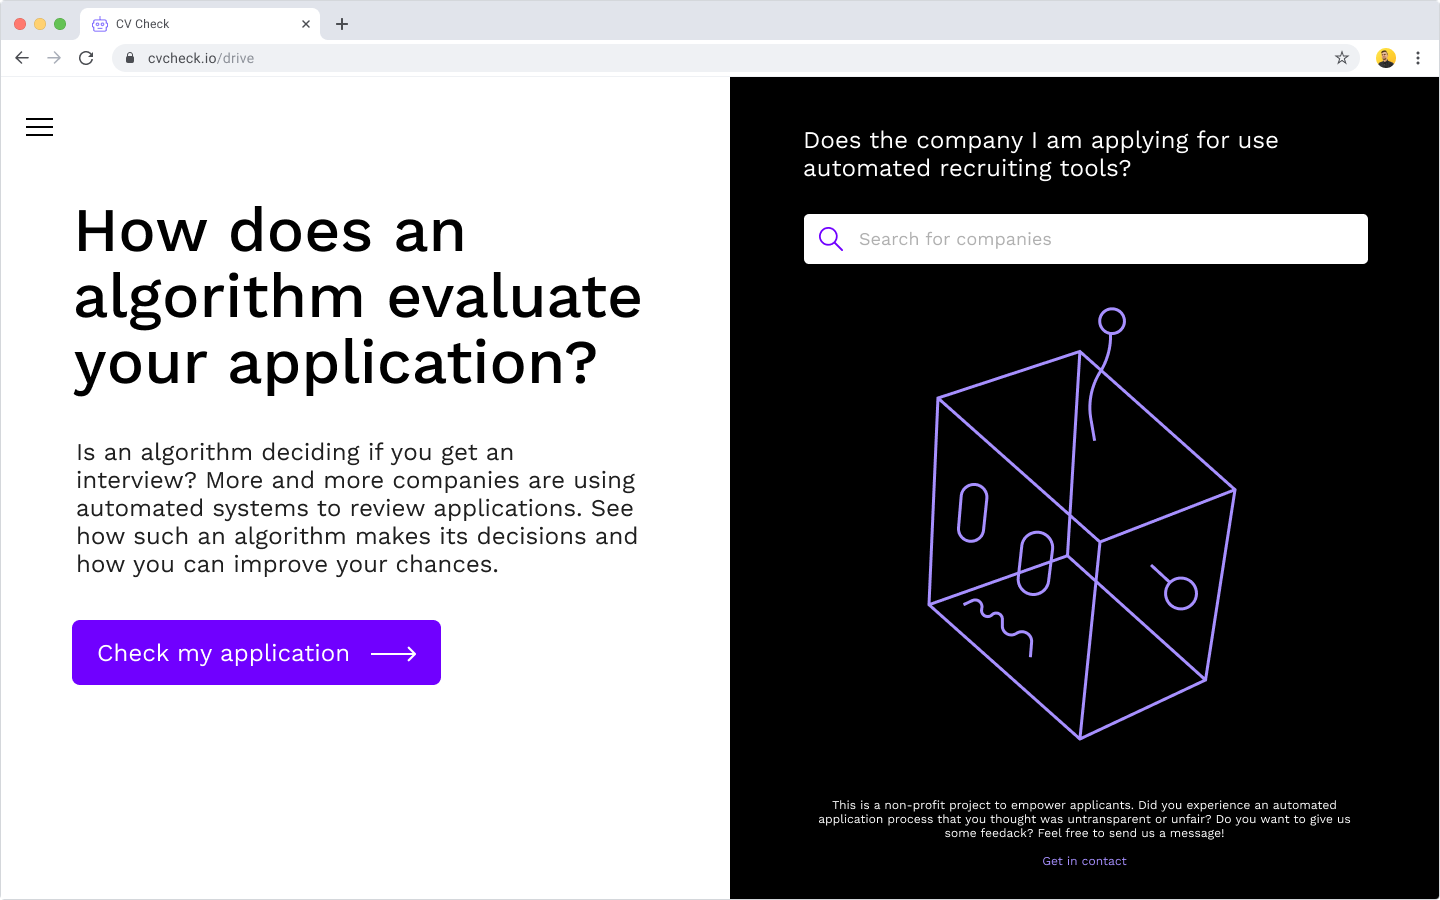 CV Check
cvcheck.io/drive
How does an
algorithm evaluate
your application?
Is an algorithm deciding if you get an
interview? More and more companies are using
automated systems to review applications. See
how such an algorithm makes its decisions and
how you can improve your chances.
Check my application
Does the company I am applying for use
automated recruiting tools?
Search for companies
This is a non-profit project to empower applicants. Did you experience an automated
application process that you thought was untransparent or unfair? Do you want to give us
some feedack? Feel free to send us a message!
Get in contact